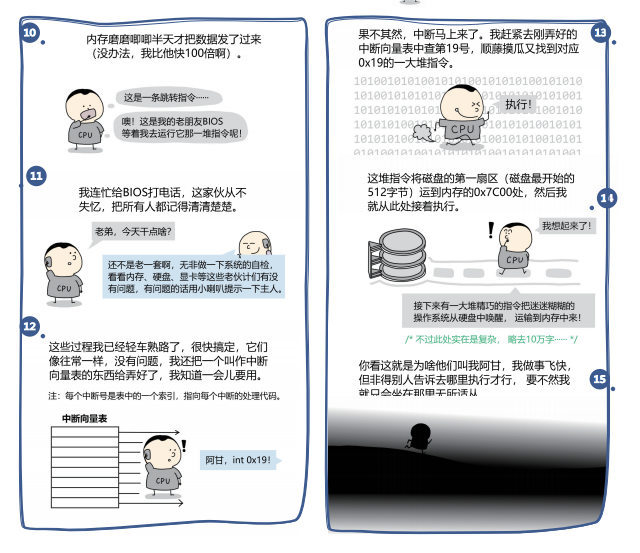 10
内存磨磨唧唧半天才把数据发了过来
（没办法，我比他快100倍啊）。
这是一条跳转指令······
噢！这是我的老朋友BIOS
等着我去运行它那一堆指令呢！
CPU
11
我连忙给BIOS打电话，这家伙从不
失忆，把所有人都记得清清楚楚。
老弟，今天干点啥？
还不是老一套啊，无非做一下系统的自检，
看看内存、硬盘、显卡等这些老伙计们有没
有问题，有问题的话用小喇叭提示一下主人。
CPU
12
这些过程我已经轻车熟路了，很快搞定，它们
像往常一样，没有问题，我还把一个叫作中断
向量表的东西给弄好了，我知道一会儿要用。
注：每个中断号是表中的一个索引，指向每个中断的处理代码。
中断向量表
阿甘，int 0x19!
CPU
13
果不其然，中断马上来了。我赶紧去刚弄好的
中断向量表中查第19号，顺藤摸瓜又找到对应
0x19的一大堆指令。
执行！
CPU
这堆指令将磁盘的第一扇区（磁盘最开始的
512字节）运到内存的0x7C00处，然后我
就从此处接着执行。
14
我想起来了！
CPU
接下来有一大堆精巧的指令把迷迷糊糊的
操作系统从硬盘中唤醒， 运输到内存中来！
/* 不过此处实在是复杂， 略去10万字······ */
你看这就是为啥他们叫我阿甘，我做事飞快，
但非得别人告诉去哪里执行才行， 要不然我
就只会坐在那里无所适从
15